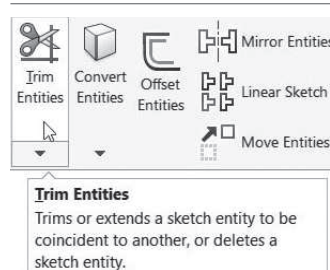 Trim
Entities
Convert
Entities
Offset
Entities
Mirror Entities
Linear Sketch
Move Entities
Trim Entities
Trims or extends a sketch entity to be
coincident to another, or deletes a
sketch entity.